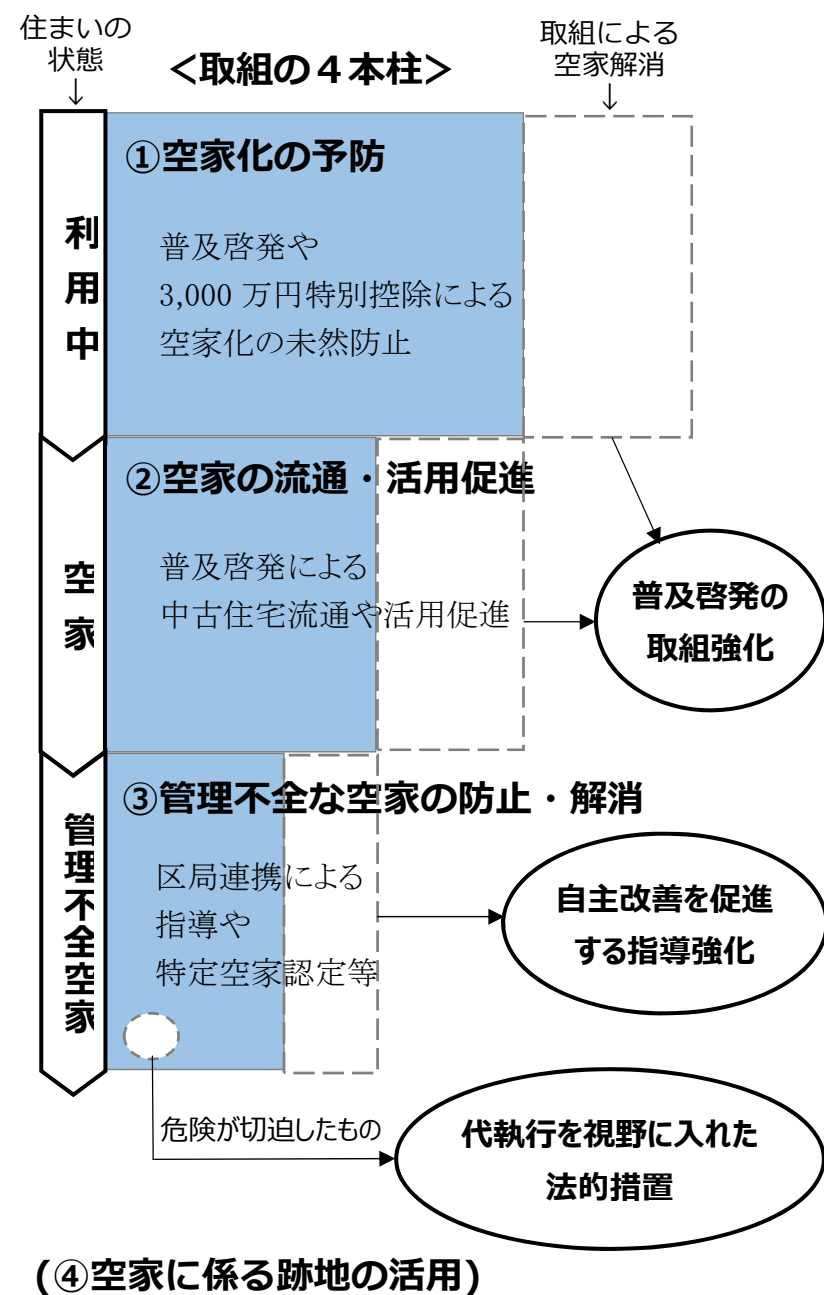 住まいの
状態
↓
<取組の4本柱>
取組による
空家解消
↓
利用中
①空家化の予防
普及啓発や
3,000 万円特別控除による
空家化の未然防止
空家
②空家の流通・活用促進
普及啓発による
中古住宅流通や活用促進
普及啓発の
取組強化
管理不全空家
③管理不全な空家の防止・解消
区局連携による
指導や
特定空家認定等
自主改善を促進
する指導強化
危険が切迫したもの
代執行を視野に入れた
法的措置
(④空家に係る跡地の活用)